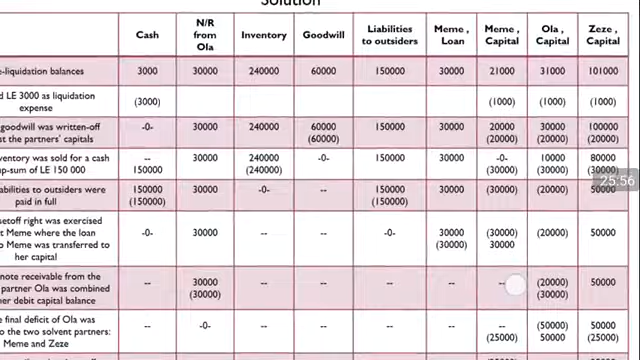 Solution
Cash
N/R from Ola
Inventory
Goodwill
Liabilities to outsiders
Meme, Loan
Meme, Capital
Ola, Capital
Zeze, Capital
e-liquidation balances 3000 30000 240000 60000 150000 30000 21000 31000 101000
d LE 3000 as liquidation expense (3000) (1000) (1000) (1000)
goodwill was written-off -0- 30000 240000 60000 150000 30000 20000 30000 100000
t the partners' capitals (60000) (20000) (20000) (20000)
ventory was sold for a cash -- 30000 240000 -0- 150000 30000 -0- 10000 80000
p-sum of LE 150 000 150000 (240000) (30000) (30000) (30000)
25:56
abilities to outsiders were 150000 30000 -0- 150000 30000 (30000) (20000) 50000
paid in full (150000) (150000)
setoff right was exercised
t Meme where the loan -0- 30000 -- -- -0- 30000 (30000) (20000) 50000
o Meme was transferred to (30000) 30000
her capital
note receivable from the
partner Ola was combined -- 30000 -- -- -- -- -- (20000) 50000
er debit capital balance (30000) (30000)
e final deficit of Ola was
o the two solvent partners: -- -0- -- -- -- -- -- (50000) 50000
Meme and Zeze (25000) 50000 (25000)